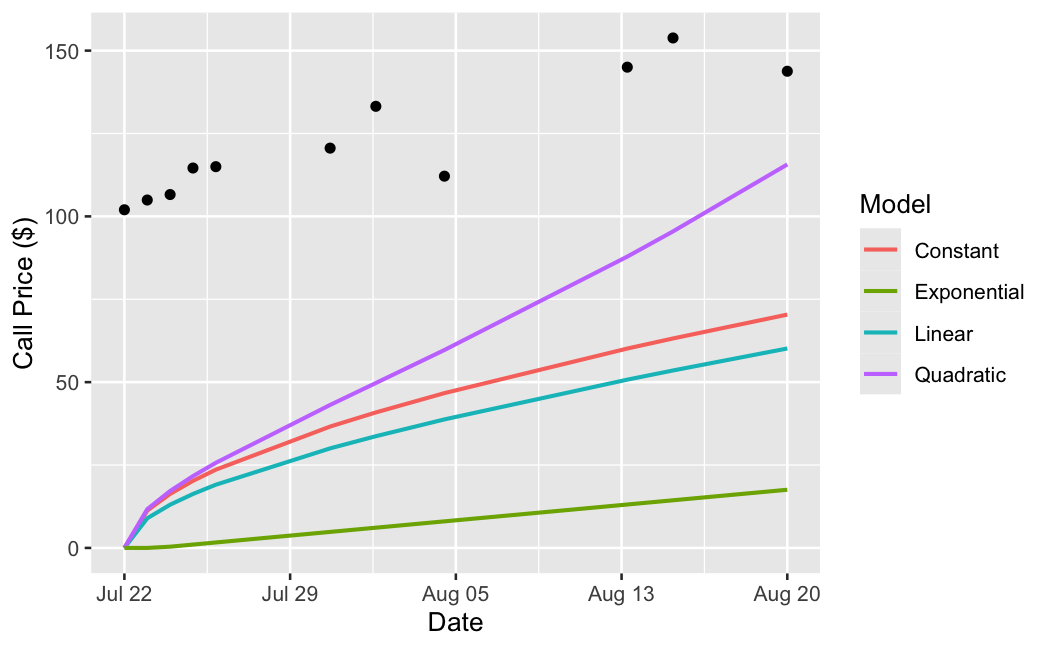 150
100
50
0
Call Price ($)
Jul 22
Jul 29
Aug 05
Aug 13
Aug 20
Date
Model
Constant
Exponential
Linear
Quadratic